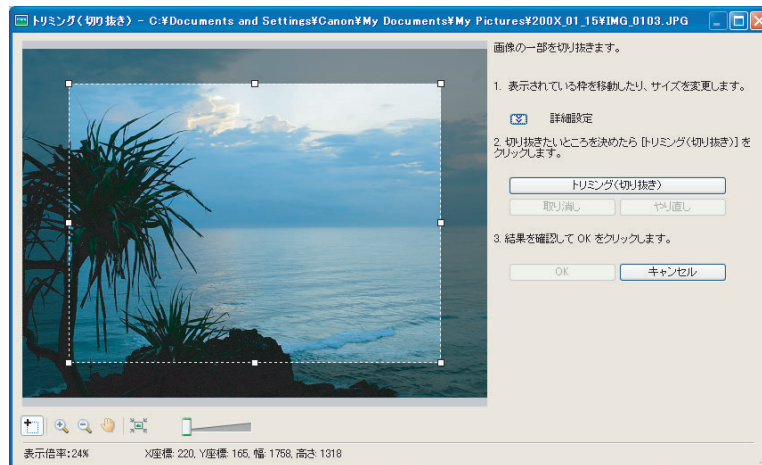 トリミング(切り抜き) - C:¥Documents and Settings¥Canon¥My Documents¥My Pictures¥200X_01_15¥IMG_0103.JPG
画像の一部を切り抜きます。
1. 表示されている枠を移動したり、サイズを変更します。
詳細設定
2. 切り抜きたいところを決めたら [トリミング(切り抜き)] を
クリックします。
トリミング(切り抜き)
取り消し やり直し
3. 結果を確認して OK をクリックします。
OK キャンセル
表示倍率:24% X座標: 220, Y座標: 165, 幅: 1758, 高さ: 1318